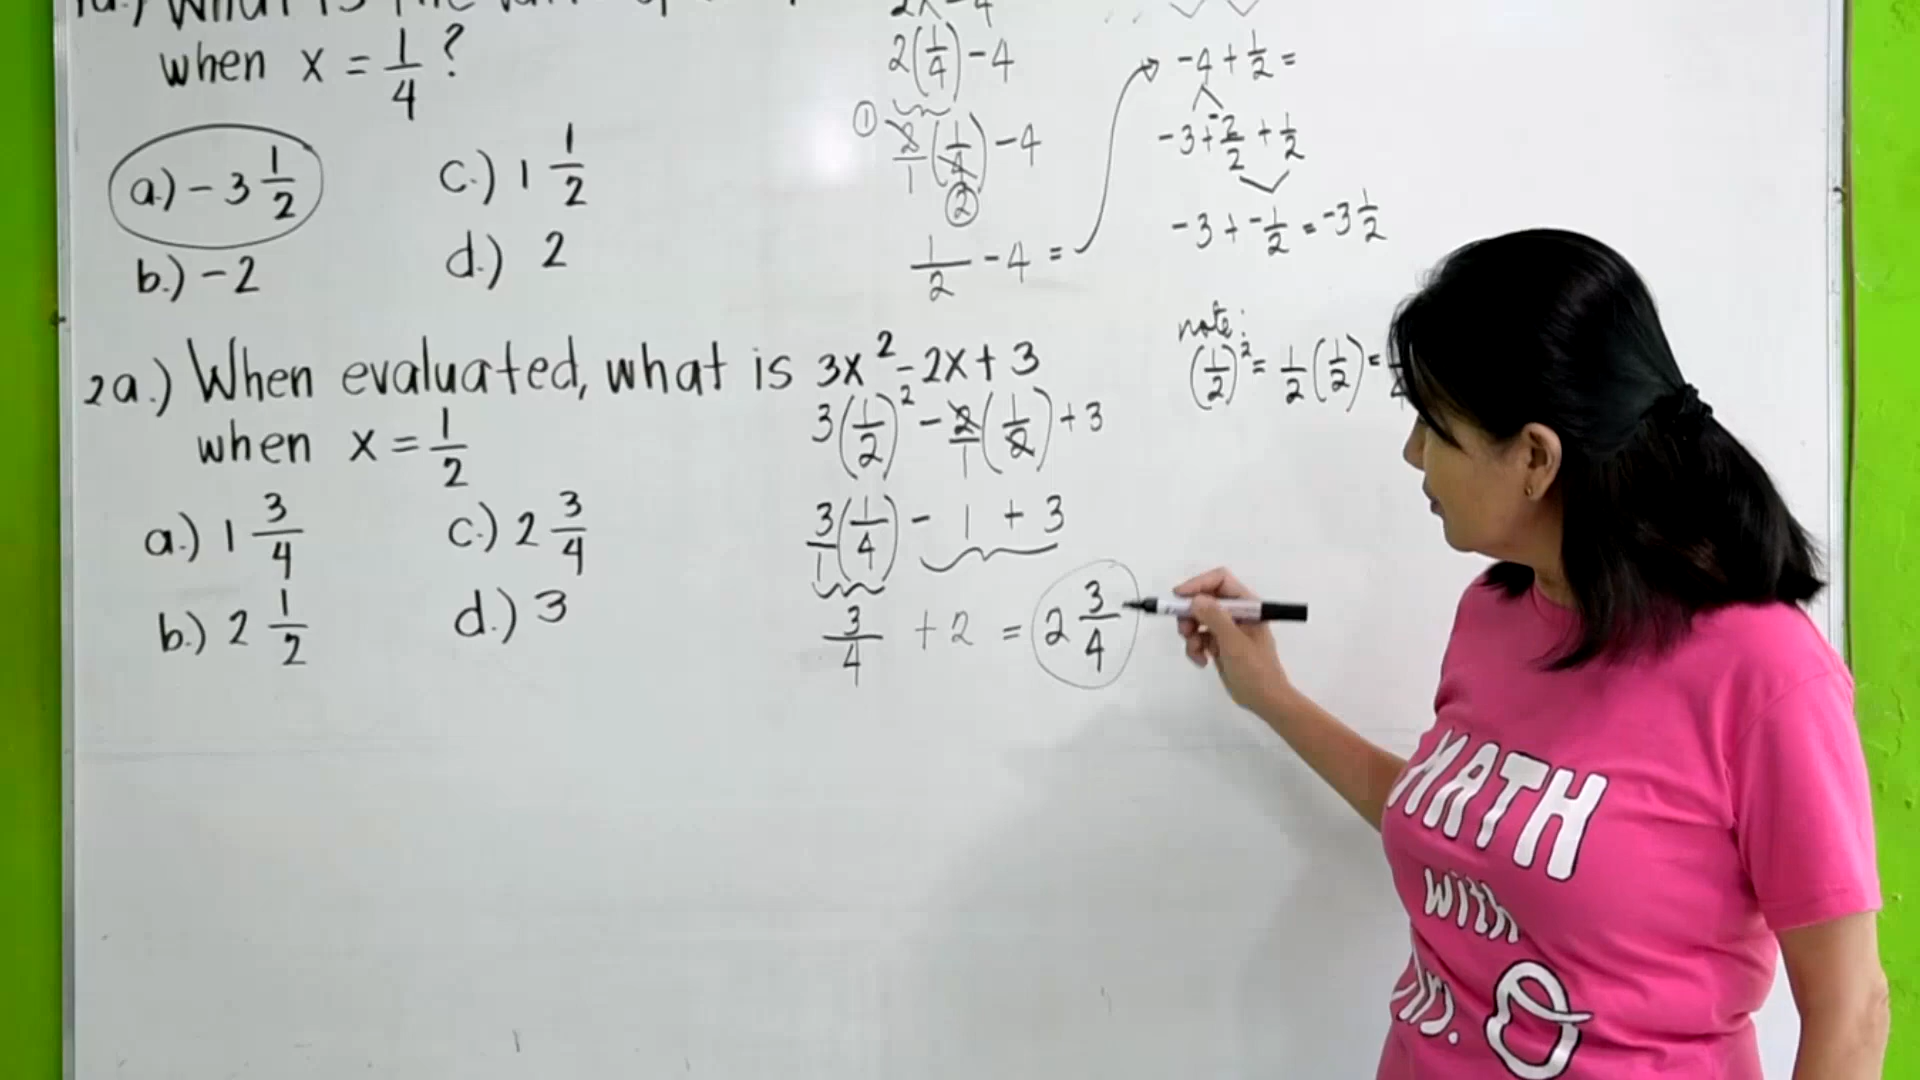 when x = 1/4 ?
a.) -3 1/2
c.) 1 1/2
b.) -2
d.) 2
2x - 4
2(1/4) - 4
① 2/1 (1/4) - 4
②
1/2 - 4 =
-4 + 1/2 =
-3 + -2/2 + 1/2
-3 + -1/2 = -3 1/2
note:
(1/2)² = 1/2 (1/2) =
2a.) When evaluated, what is 3x² - 2x + 3
when x = 1/2
a.) 1 3/4
c.) 2 3/4
b.) 2 1/2
d.) 3
3(1/2)² - 2/1 (1/2) + 3
3/1 (1/4) - 1 + 3
3/4 + 2 = 2 3/4
MATH
with
Mrs. O